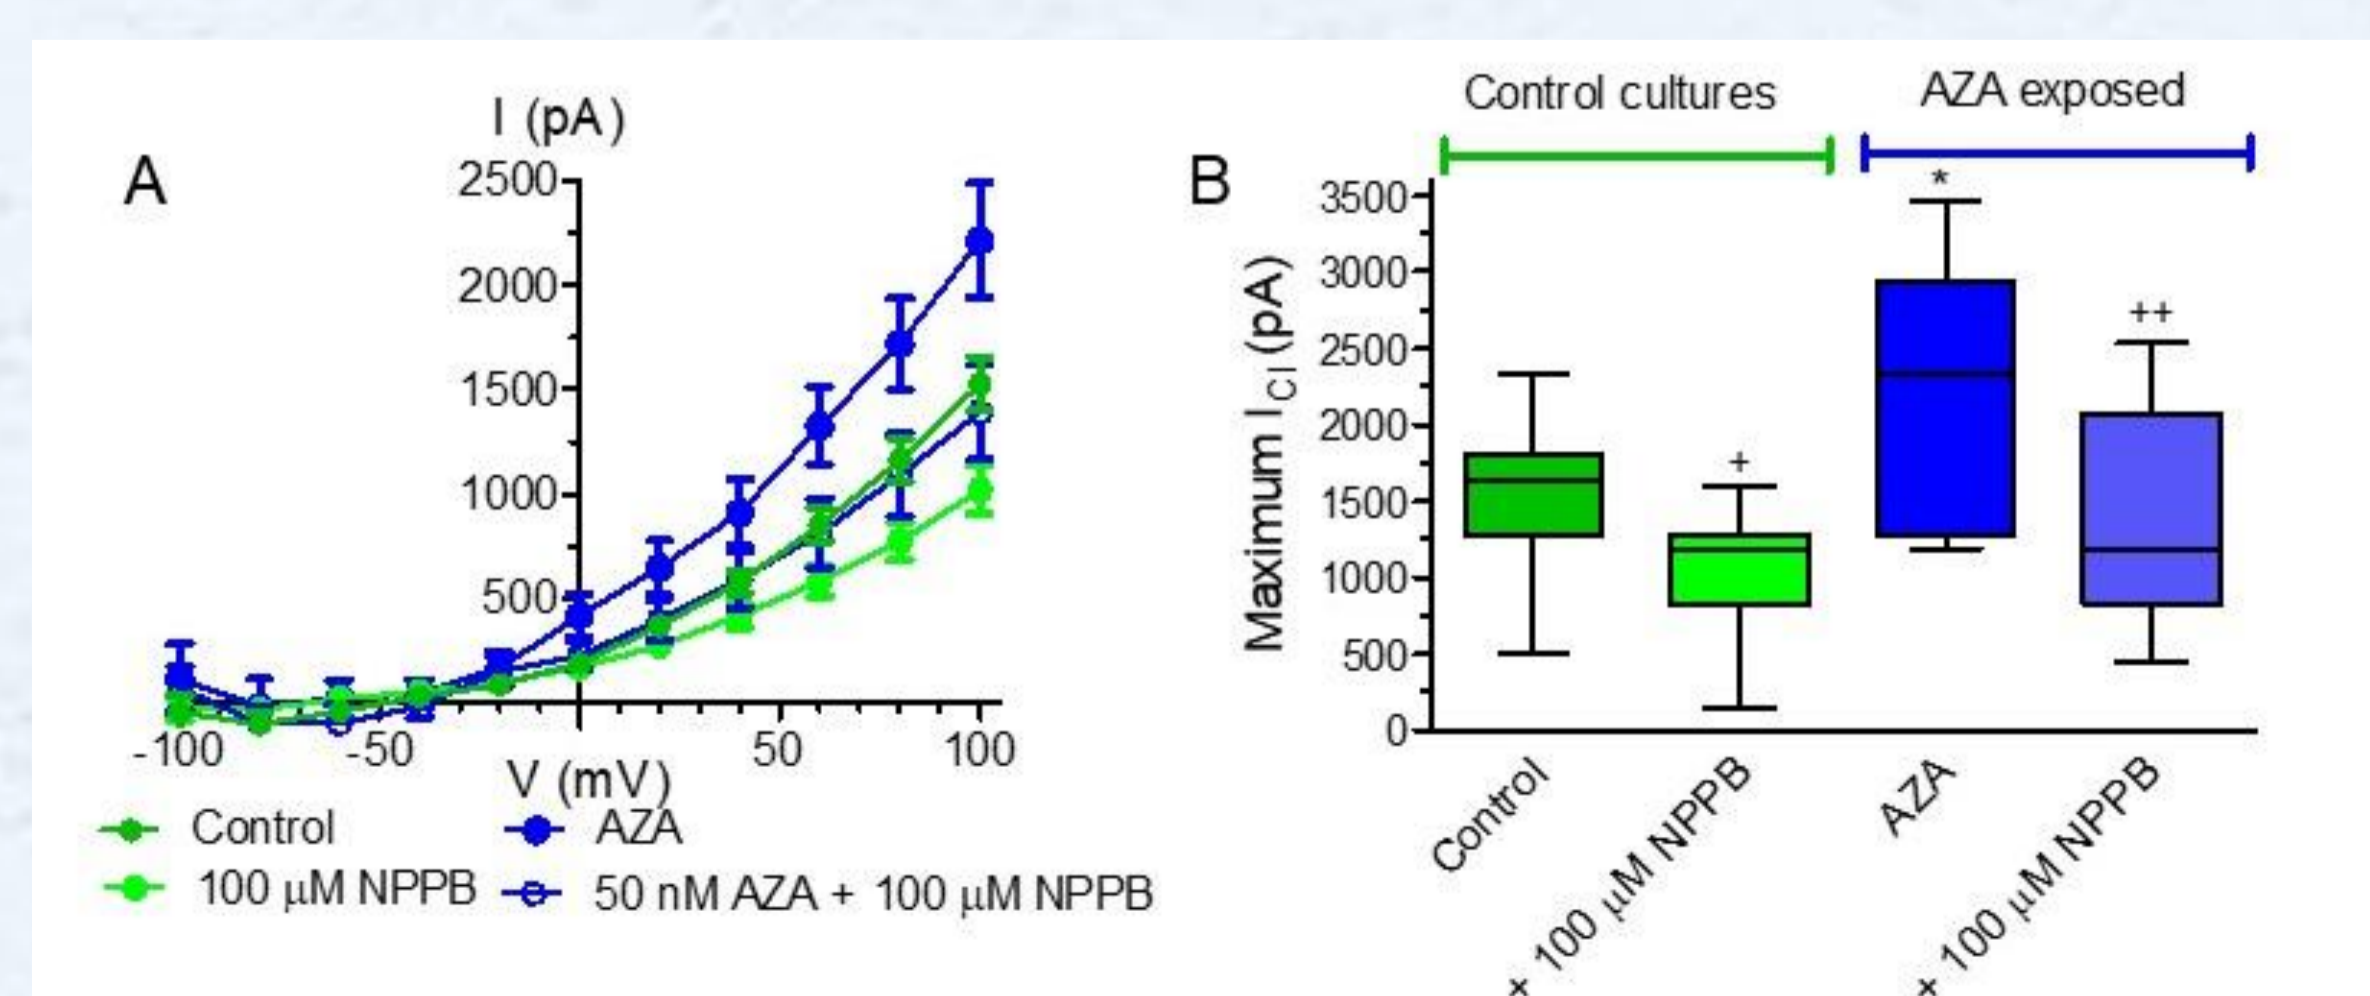 A
I (pA)
2500
2000
1500
1000
500
-100
-50
50
100
V (mV)
Control
AZA
100 μM NPPB
50 nM AZA + 100 μM NPPB
B
Control cultures
AZA exposed
Maximum ICl (pA)
3500
3000
2500
2000
1500
1000
500
0
+
*
++
Control
+ 100 μM NPPB
AZA
+ 100 μM NPPB